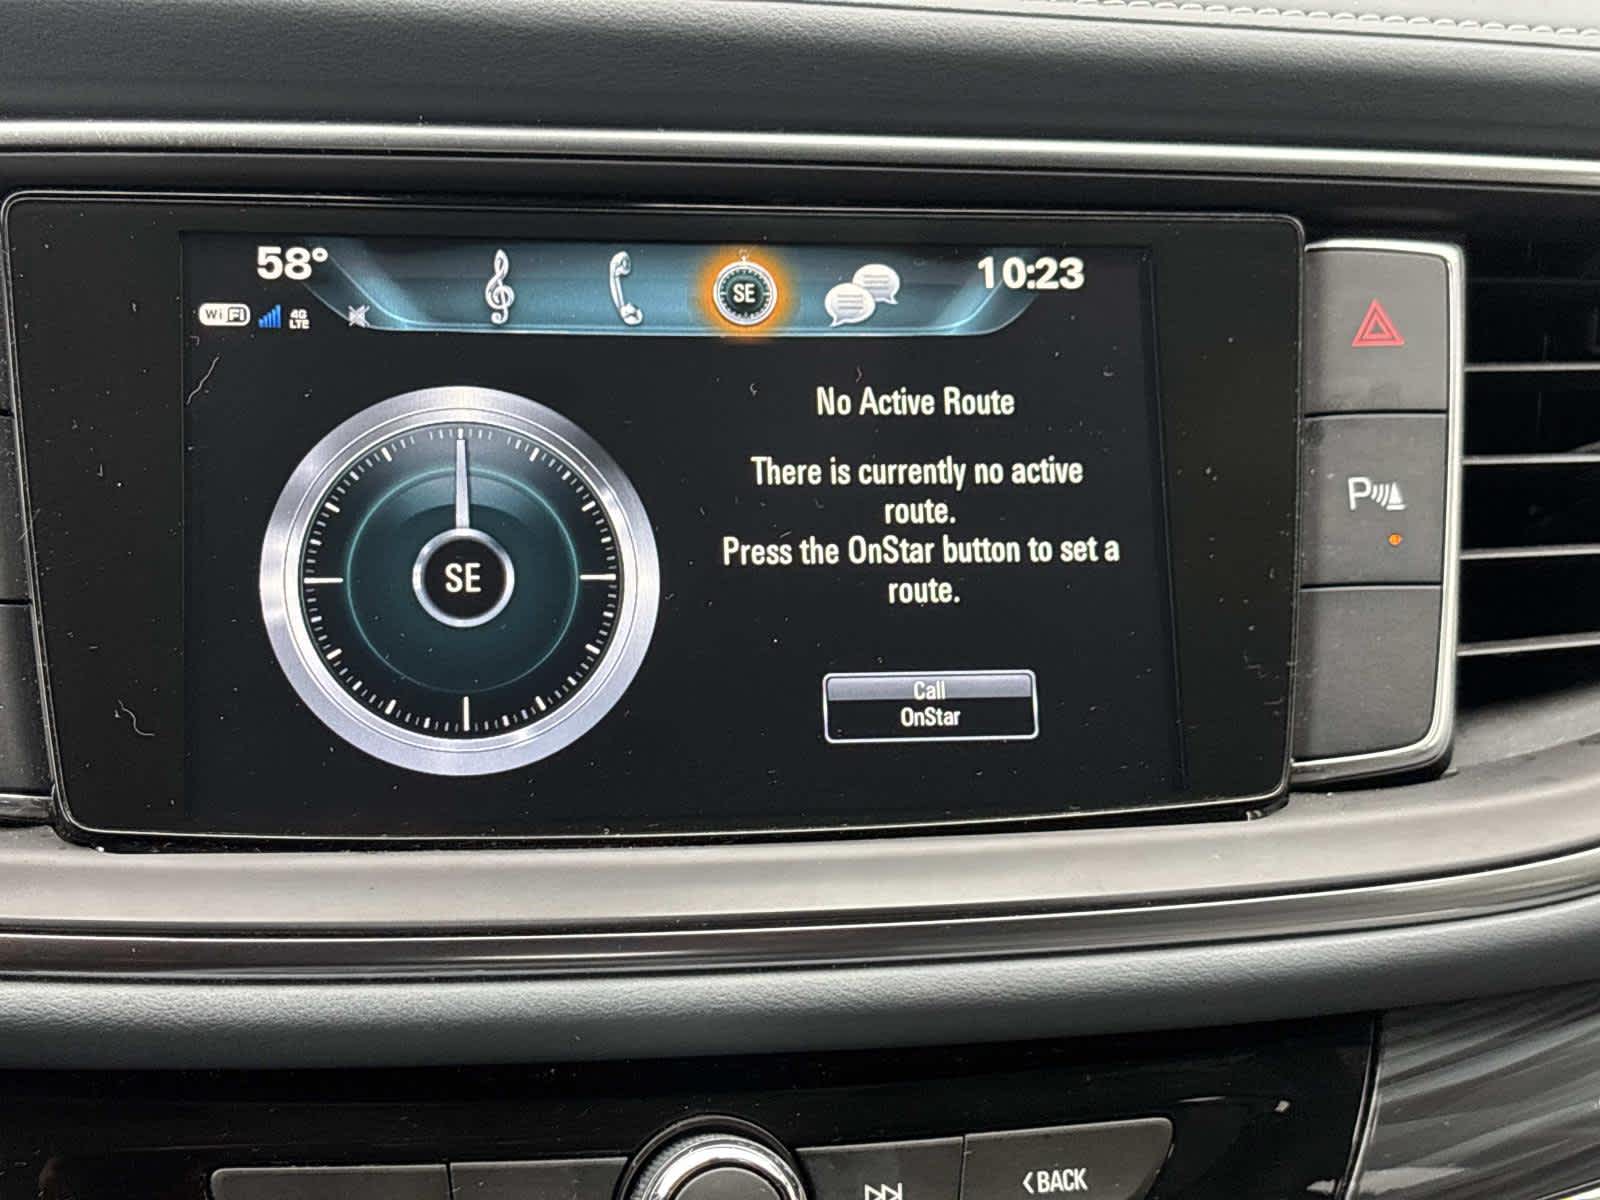 58°
SE
10:23
WiFi
4G
LTE
No Active Route
There is currently no active
route.
Press the OnStar button to set a
route.
SE
Call
OnStar
P
<BACK